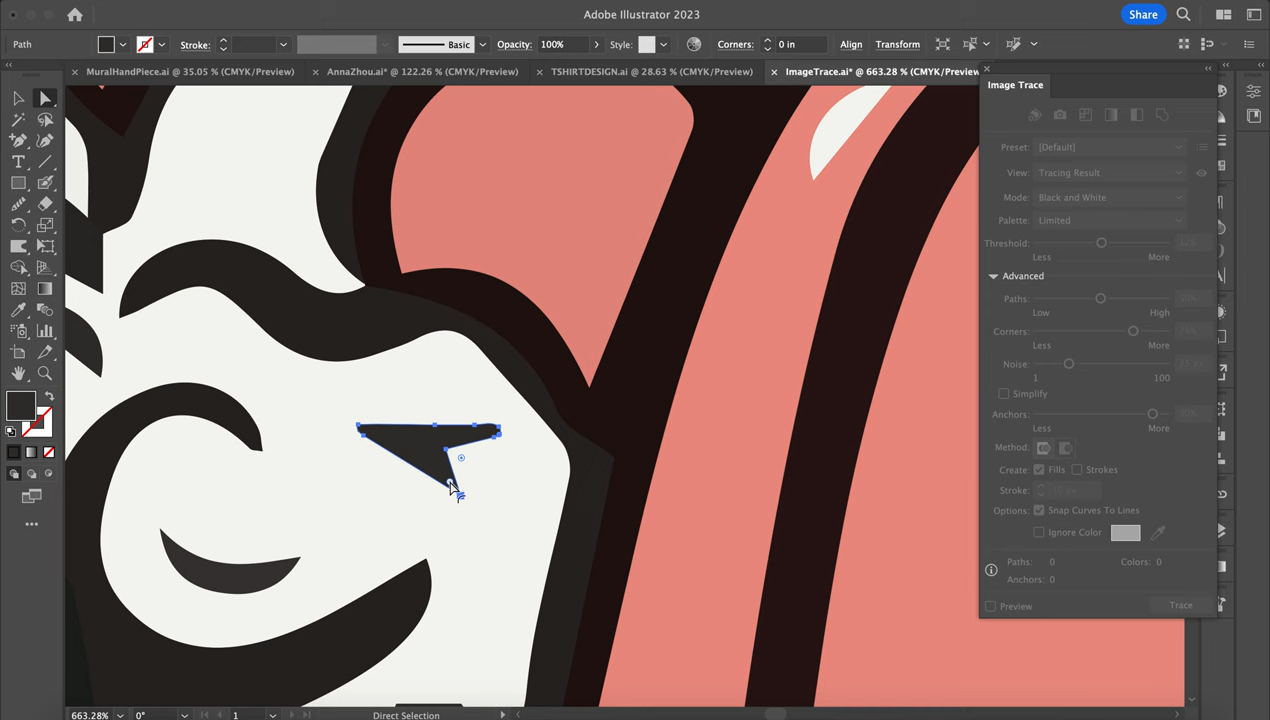 Adobe Illustrator 2023
Share
Path
Stroke:
Basic
Opacity: 100%
Style:
Corners: 0 in
Align
Transform
MuralHandPiece.ai @ 35.05 % (CMYK/Preview)
AnnaZhou.ai* @ 122.26 % (CMYK/Preview)
TSHIRTDESIGN.ai @ 28.63 % (CMYK/Preview)
ImageTrace.ai* @ 663.28 % (CMYK/Preview
Image Trace
Preset: [Default]
View: Tracing Result
Mode: Black and White
Palette: Limited
Threshold:
Less More
Advanced
Paths:
Low High
Corners:
Less More
Noise:
1 100
Simplify
Anchors:
Less More
Method:
Create: Fills Strokes
Stroke:
Options: Snap Curves To Lines
Ignore Color
Paths: 0 Colors: 0
Anchors: 0
Preview Trace
663.28% 0° 1 Direct Selection